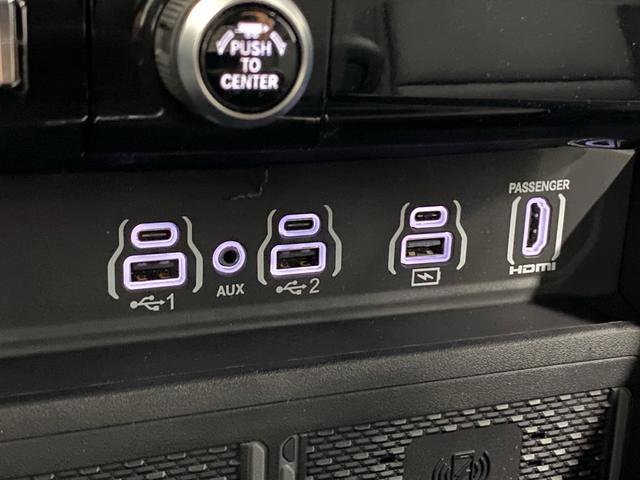 PUSH
TO
CENTER
PASSENGER
1
AUX
2
HDMI